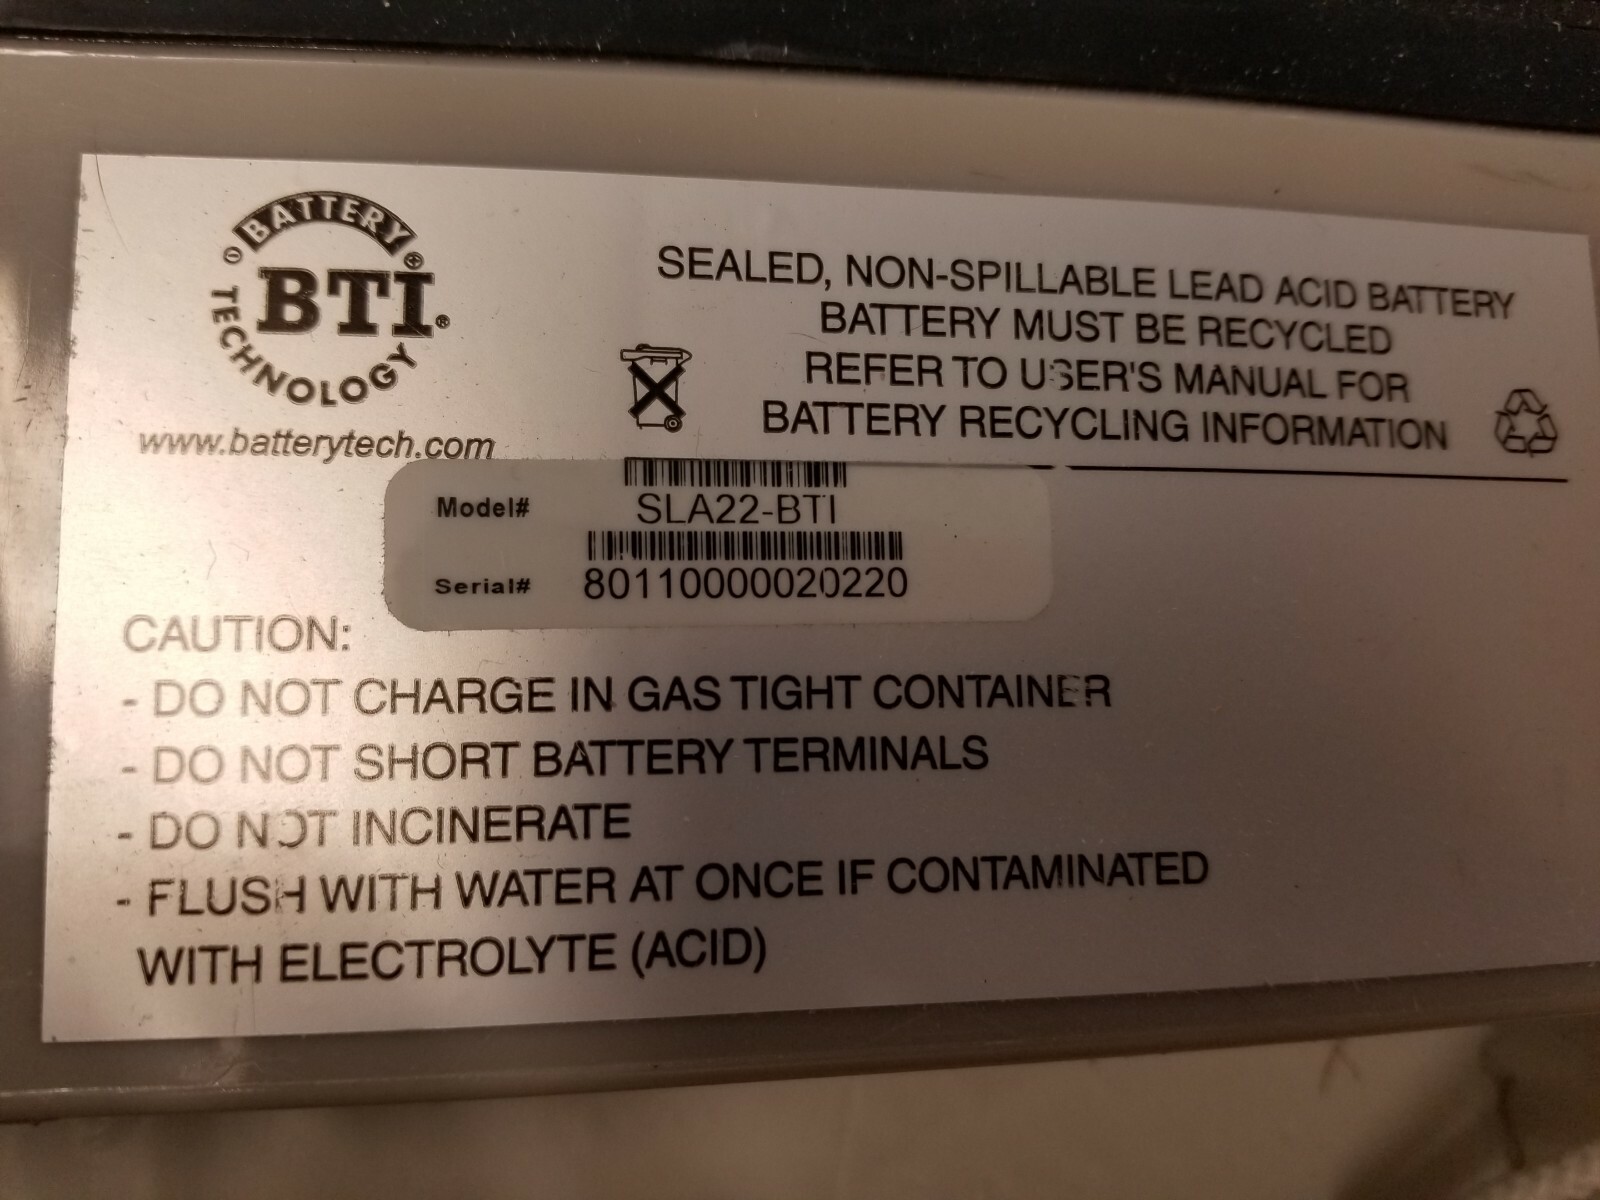 BATTERY
BTI®
TECHNOLOGY
www.batterytech.com
SEALED, NON-SPILLABLE LEAD ACID BATTERY
BATTERY MUST BE RECYCLED
REFER TO USER'S MANUAL FOR
BATTERY RECYCLING INFORMATION
Model# SLA22-BTI
Serial# 80110000020220
CAUTION:
- DO NOT CHARGE IN GAS TIGHT CONTAINER
- DO NOT SHORT BATTERY TERMINALS
- DO NOT INCINERATE
- FLUSH WITH WATER AT ONCE IF CONTAMINATED
WITH ELECTROLYTE (ACID)